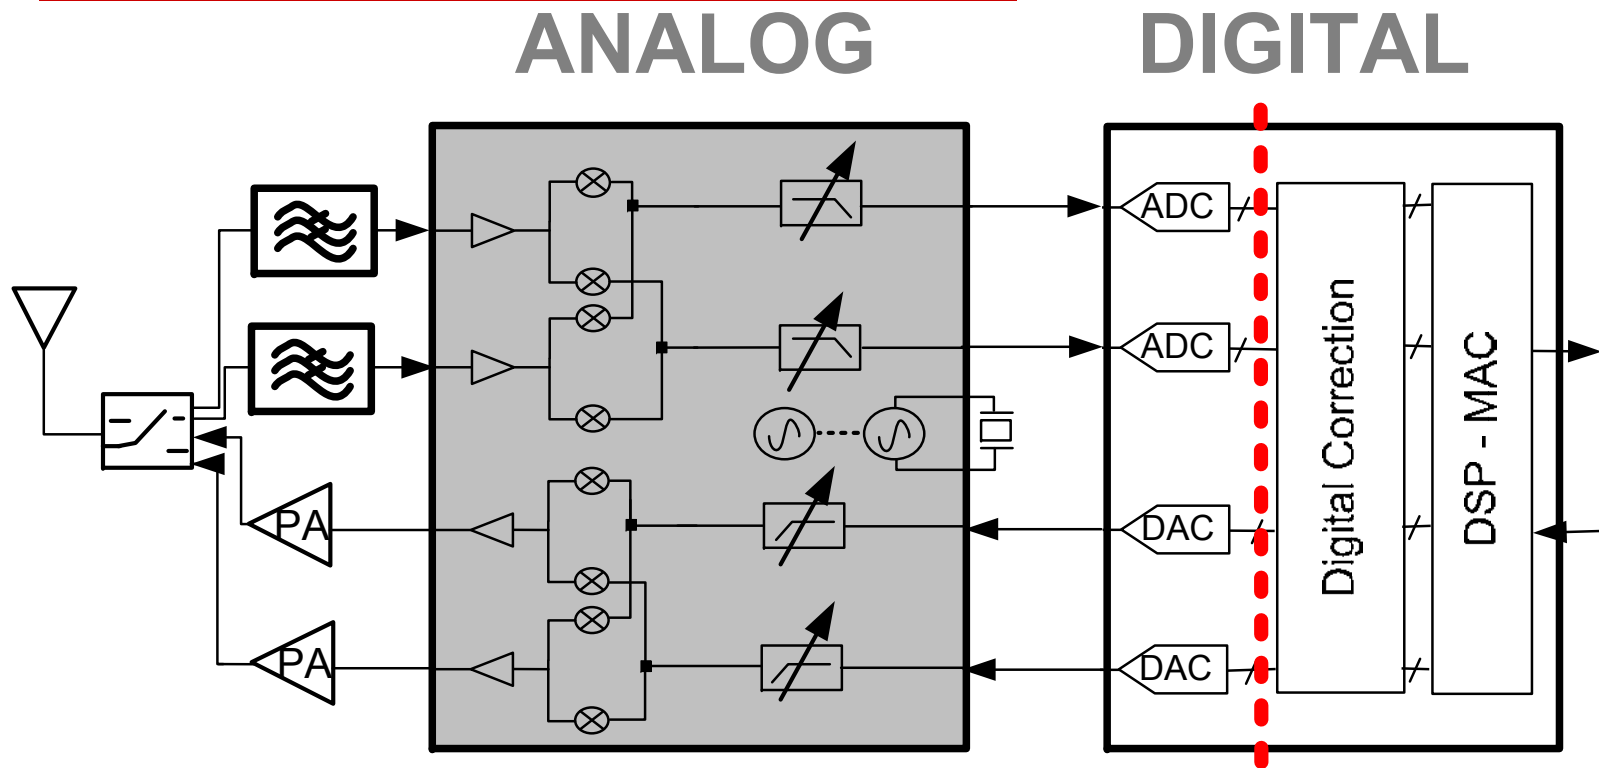 ANALOG
DIGITAL
ADC
ADC
DAC
DAC
Digital Correction
DSP - MAC
PA
PA